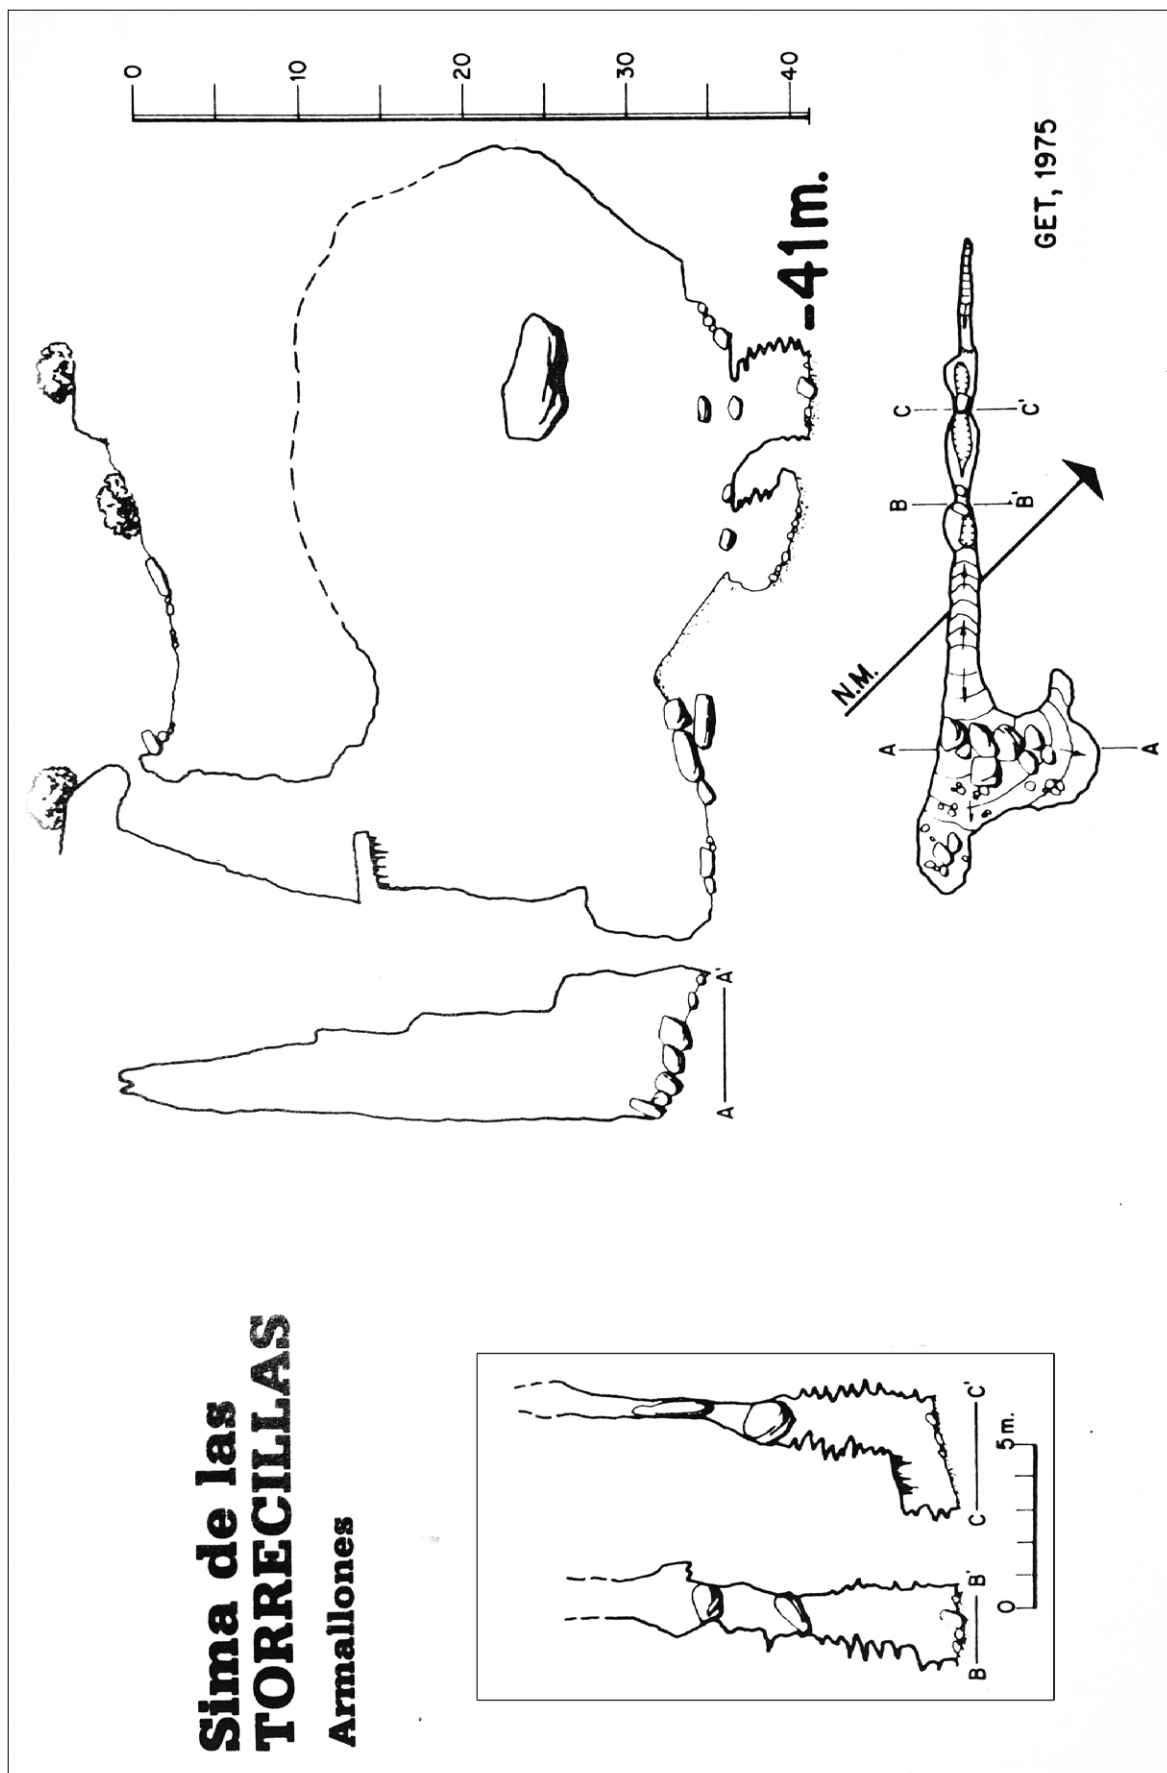 Sima de las
TORRECILLAS
Armallones
0
10
20
30
40
-41m.
A
A'
N.M.
A
A
B
B'
C
C'
GET, 1975
B
B'
C
C'
0
5m.